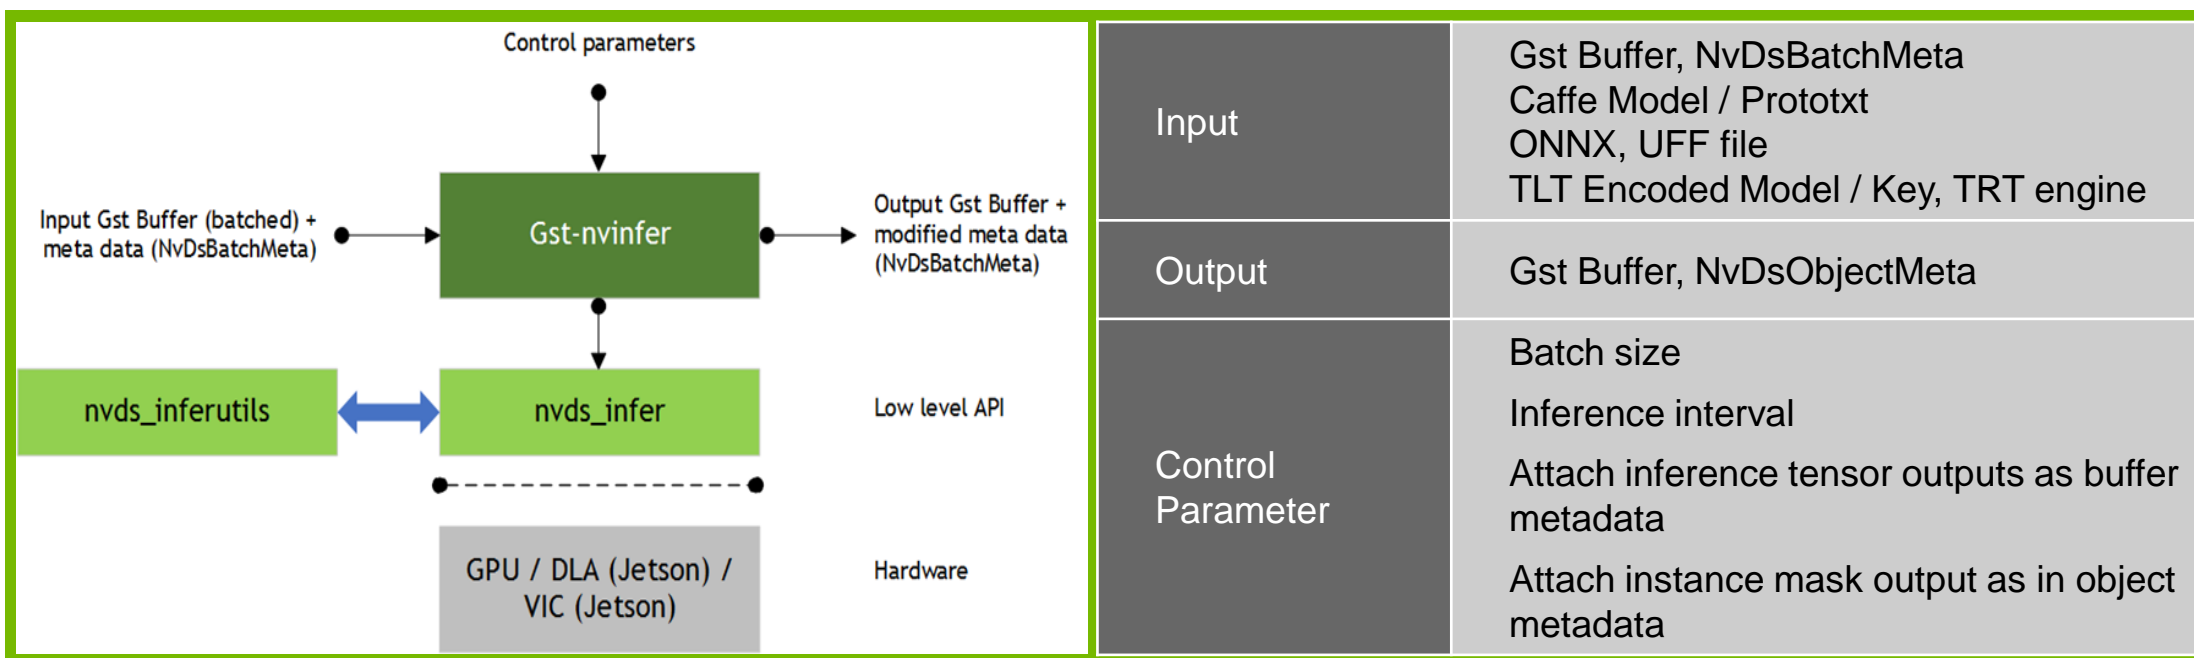 Control parameters
Input Gst Buffer (batched) +
meta data (NvDsBatchMeta)
Gst-nvinfer
Output Gst Buffer +
modified meta data
(NvDsBatchMeta)
nvds_inferutils
nvds_infer
Low level API
GPU / DLA (Jetson) /
VIC (Jetson)
Hardware
Input
Gst Buffer, NvDsBatchMeta
Caffe Model / Prototxt
ONNX, UFF file
TLT Encoded Model / Key, TRT engine
Output
Gst Buffer, NvDsObjectMeta
Control
Parameter
Batch size
Inference interval
Attach inference tensor outputs as buffer
metadata
Attach instance mask output as in object
metadata